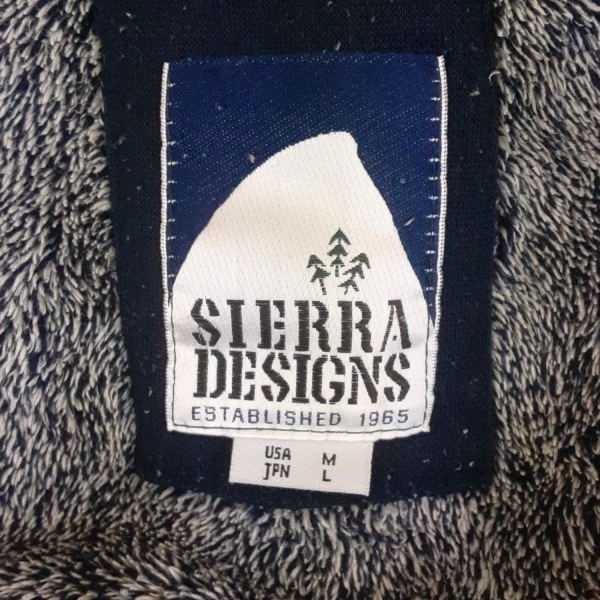 SIERRA
DESIGNS
ESTABLISHED 1965
USA M
JPN L